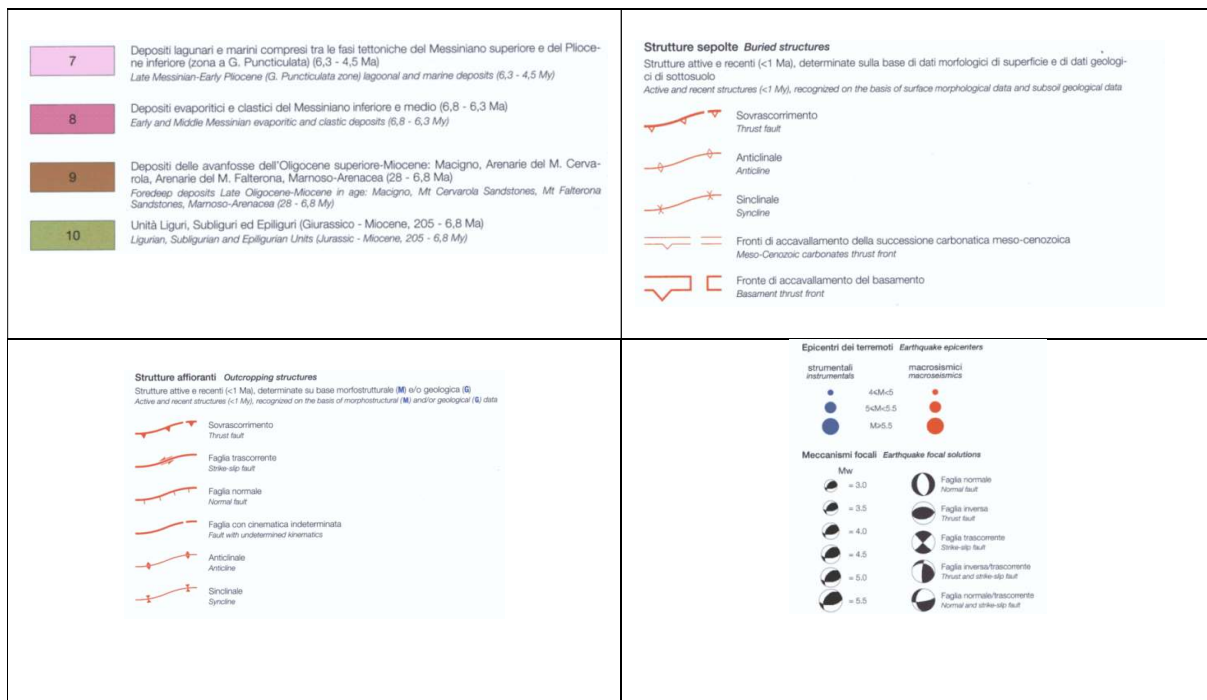 7
Depositi lagunari e marini compresi tra le fasi tettoniche del Messiniano superiore e del Plioce-
ne inferiore (zona a G. Puncticulata) (6,3 - 4,5 Ma)
Late Messinian-Early Pliocene (G. Puncticulata zone) lagoonal and marine deposits (6,3 - 4,5 My)
8
Depositi evaporitici e clastici del Messiniano inferiore e medio (6,8 - 6,3 Ma)
Early and Middle Messinian evaporitic and clastic deposits (6,8 - 6,3 My)
9
Depositi delle avanfosse dell'Oligocene superiore-Miocene: Macigno, Arenarie del M. Cerva-
rola, Arenarie del M. Falterona, Marnoso-Arenacea (28 - 6,8 Ma)
Foredeep deposits Late Oligocene-Miocene in age: Macigno, Mt Cervarola Sandstones, Mt Falterona
Sandstones, Marnoso-Arenacea (28 - 6,8 My)
10
Unità Liguri, Subliguri ed Epiliguri (Giurassico - Miocene, 205 - 6,8 Ma)
Ligurian, Subligurian and Epiligurian Units (Jurassic - Miocene, 205 - 6,8 My)
Strutture sepolte Buried structures
Strutture attive e recenti (<1 Ma), determinate sulla base di dati morfologici di superficie e di dati geologi-
ci di sottosuolo
Active and recent structures (<1 My), recognized on the basis of surface morphological data and subsoil geological data
Sovrascorrimento
Thrust fault
Anticlinale
Anticline
Sinclinale
Syncline
Fronti di accavallamento della successione carbonatica meso-cenozoica
Meso-Cenozoic carbonates thrust front
Fronte di accavallamento del basamento
Basament thrust front
Strutture affioranti Outcropping structures
Strutture attive e recenti (<1 Ma), determinate su base morfostrutturale (M) e/o geologica (G)
Active and recent structures (<1 My), recognized on the basis of morphostructural (M) and/or geological (G) data
Sovrascorrimento
Thrust fault
Faglia trascorrente
Strike-slip fault
Faglia normale
Normal fault
Faglia con cinematica indeterminata
Fault with undetermined kinematics
Anticlinale
Anticline
Sinclinale
Syncline
Epicentri dei terremoti Earthquake epicenters
strumentali macrosismici
instrumentals macroseismics
4<M<5
5≤M<5.5
M≥5.5
Meccanismi focali Earthquake focal solutions
Mw
= 3.0
= 3.5
= 4.0
= 4.5
= 5.0
= 5.5
Faglia normale
Normal fault
Faglia inversa
Thrust fault
Faglia trascorrente
Strike-slip fault
Faglia inversa/trascorrente
Thrust and strike-slip fault
Faglia normale/trascorrente
Normal and strike-slip fault